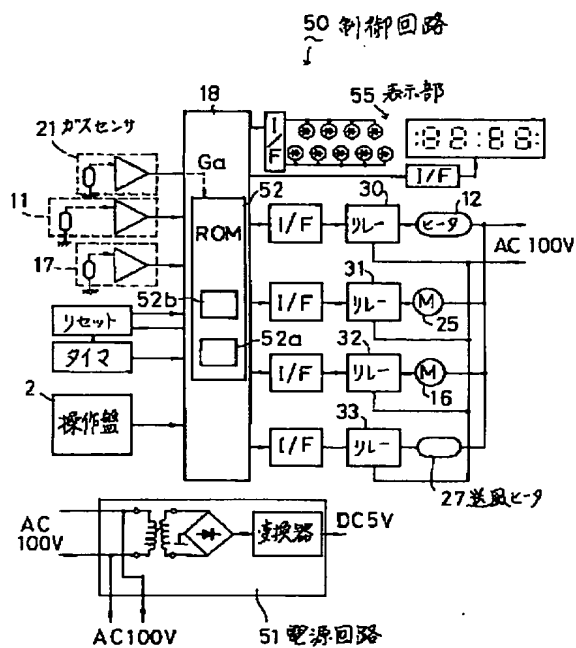 50 制御回路
55 表示部
18
21 ガスセンサ
I/F
:88:88:
Ga
I/F
52
30
12
11
ROM
I/F
リレー
ヒータ
AC 100V
17
31
52b
I/F
リレー
M
25
リセット
52a
32
タイマ
I/F
リレー
M
16
2
33
操作盤
I/F
リレー
27 送風ヒータ
AC
100V
変換器
DC5V
AC100V
51 電源回路